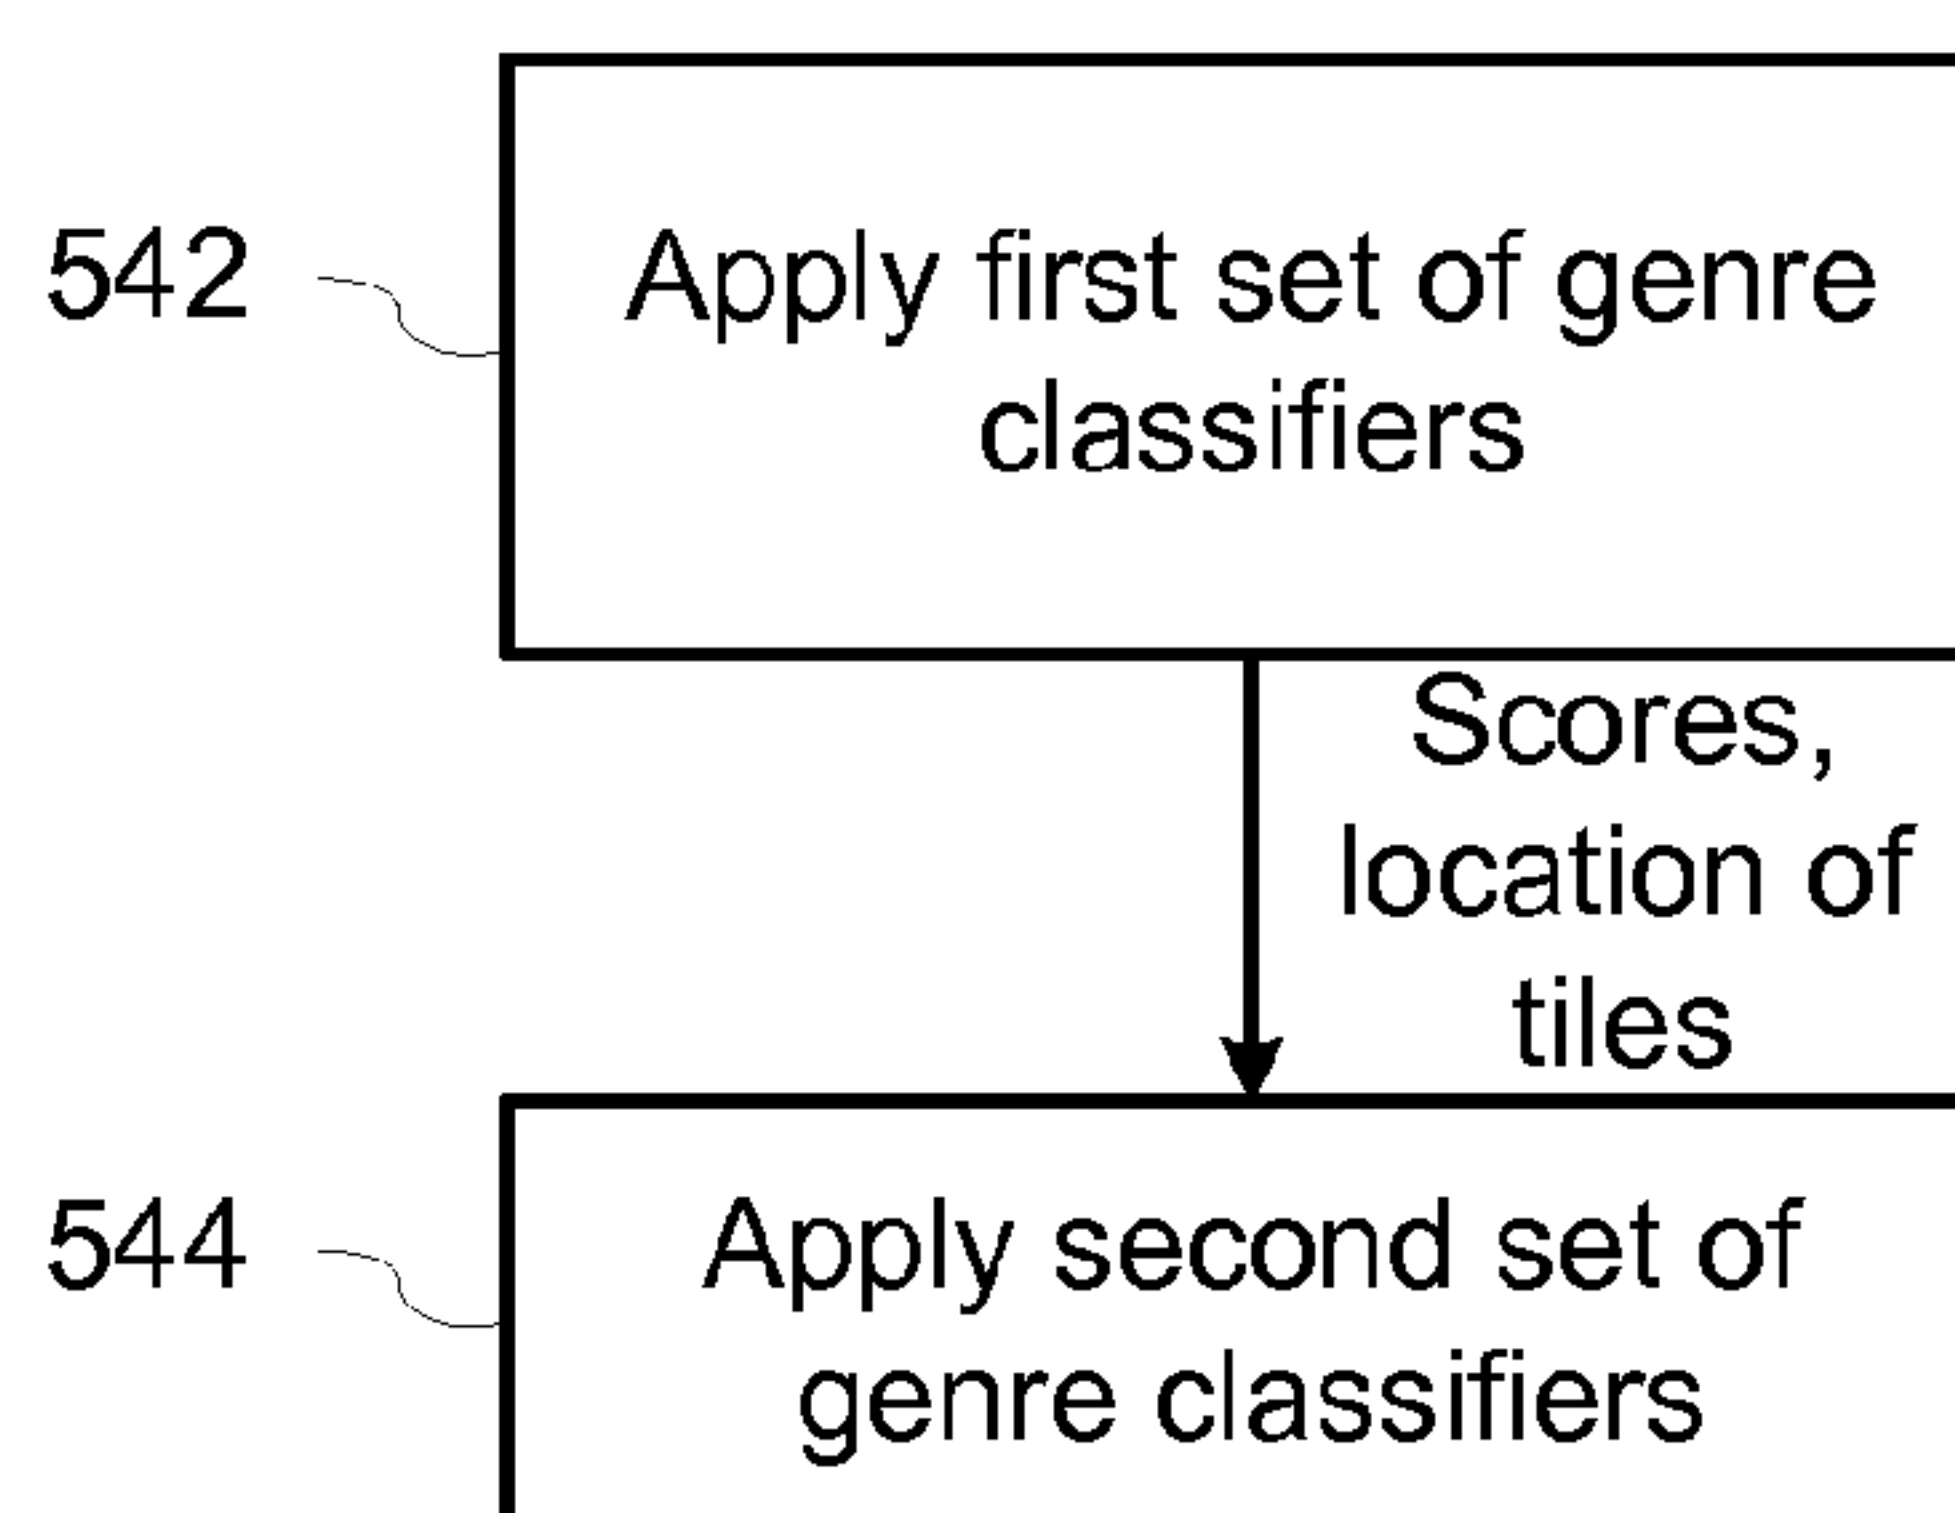 542
Apply first set of genre
classifiers
Scores,
location of
tiles
544
Apply second set of
genre classifiers